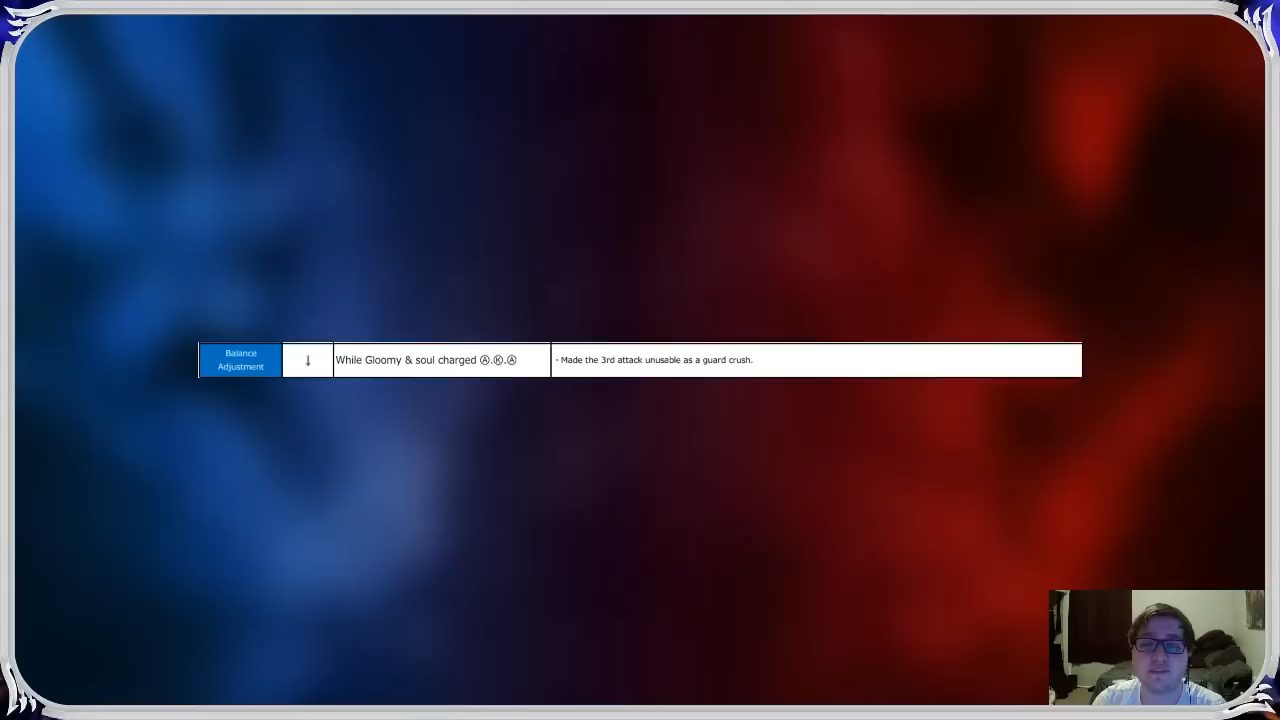 Balance
Adjustment
↓
While Gloomy & soul charged Ⓐ.Ⓚ.Ⓐ
· Made the 3rd attack unusable as a guard crush.